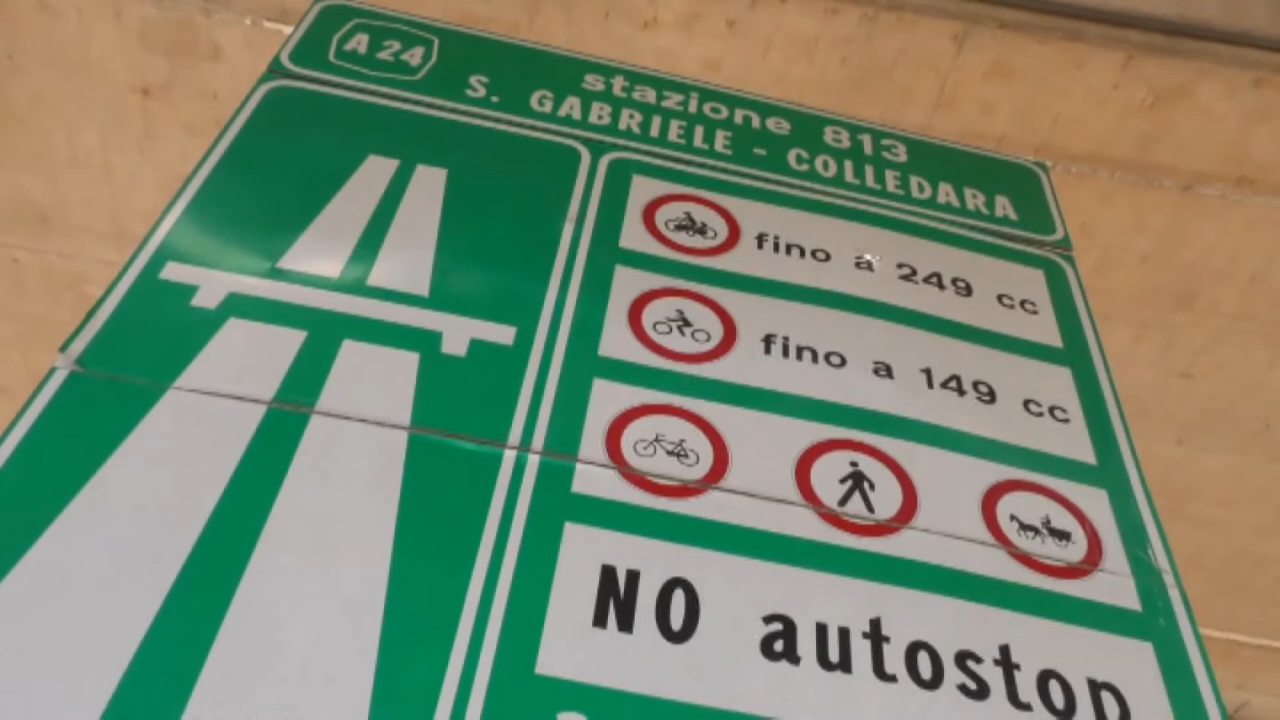 A 24
stazione 813
S. GABRIELE - COLLEDARA
fino a 249 cc
fino a 149 cc
NO autostop